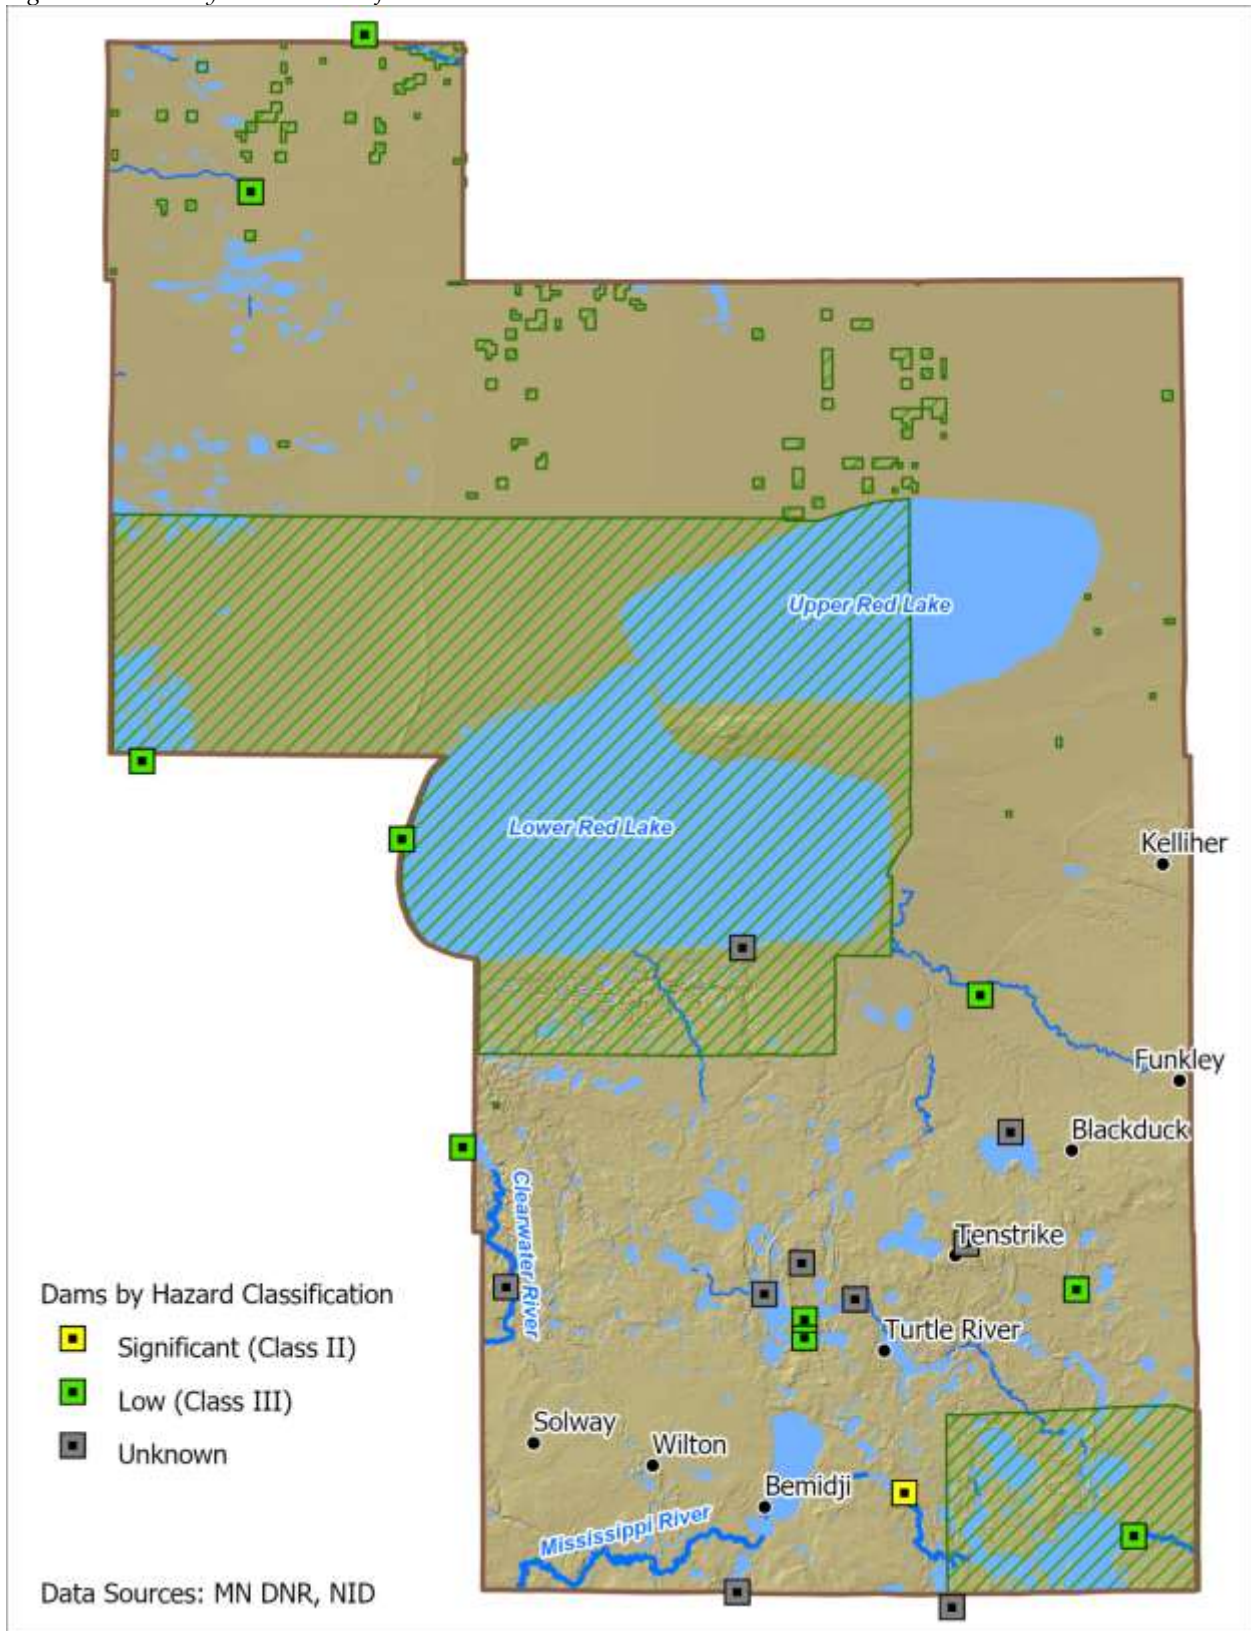 Upper Red Lake
Lower Red Lake
Kelliher
Funkley
Blackduck
Clearwater River
Tenstrike
Dams by Hazard Classification
Significant (Class II)
Turtle River
Low (Class III)
Solway
Wilton
Unknown
Bemidji
Mississippi River
Data Sources: MN DNR, NID